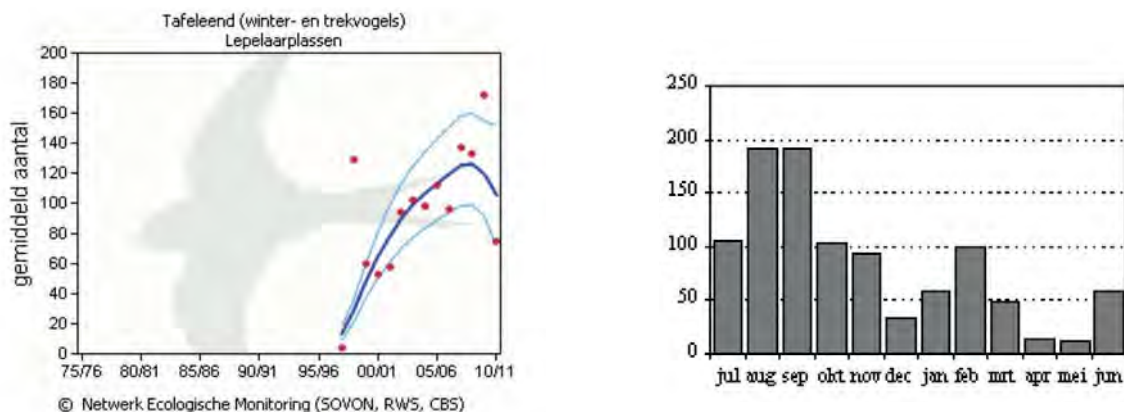 Tafeleend (winter- en trekvogels)
Lepelaarplassen
gemiddeld aantal
200
180
160
140
120
100
80
60
40
20
0
75/76 80/81 85/86 90/91 95/96 00/01 05/06 10/11
© Netwerk Ecologische Monitoring (SOVON, RWS, CBS)
250
200
150
100
50
0
jul aug sep okt nov dec jan feb mrt apr mei jun